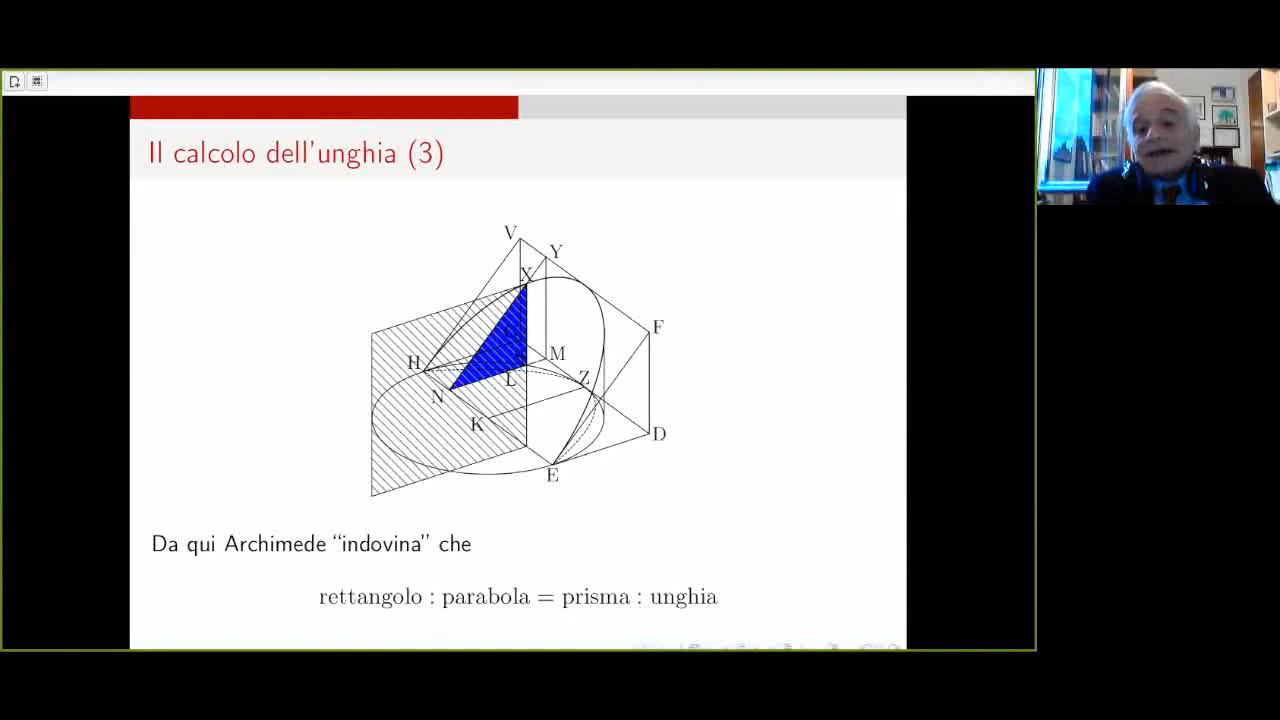 Il calcolo dell'unghia (3)
V
Y
X
F
H
M
L
Z
N
K
D
E
Da qui Archimede “indovina” che
rettangolo : parabola = prisma : unghia